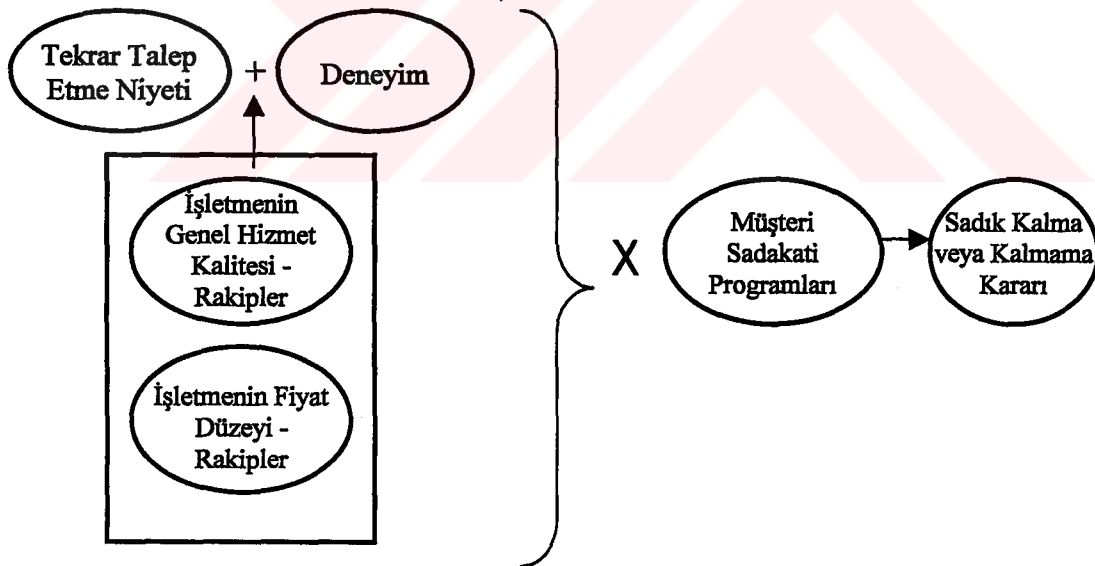 Tekrar Talep
Etme Niyeti
+
Deneyim
İşletmenin
Genel Hizmet
Kalitesi -
Rakipler
İşletmenin Fiyat
Düzeyi -
Rakipler
X
Müşteri
Sadakati
Programları
Sadık Kalma
veya Kalmama
Kararı